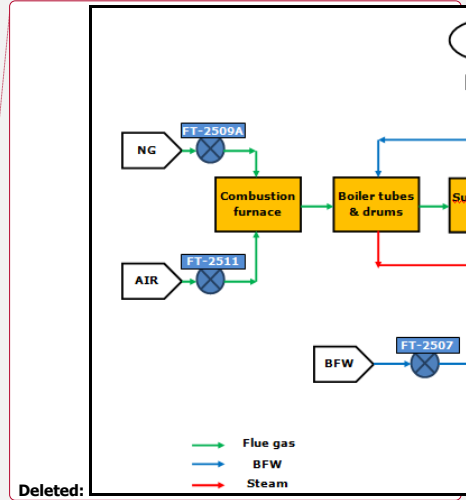 FT-2509A
NG
Combustion
furnace
Boiler tubes
& drums
Su
FT-2511
AIR
FT-2507
BFW
Flue gas
BFW
Steam
Deleted: